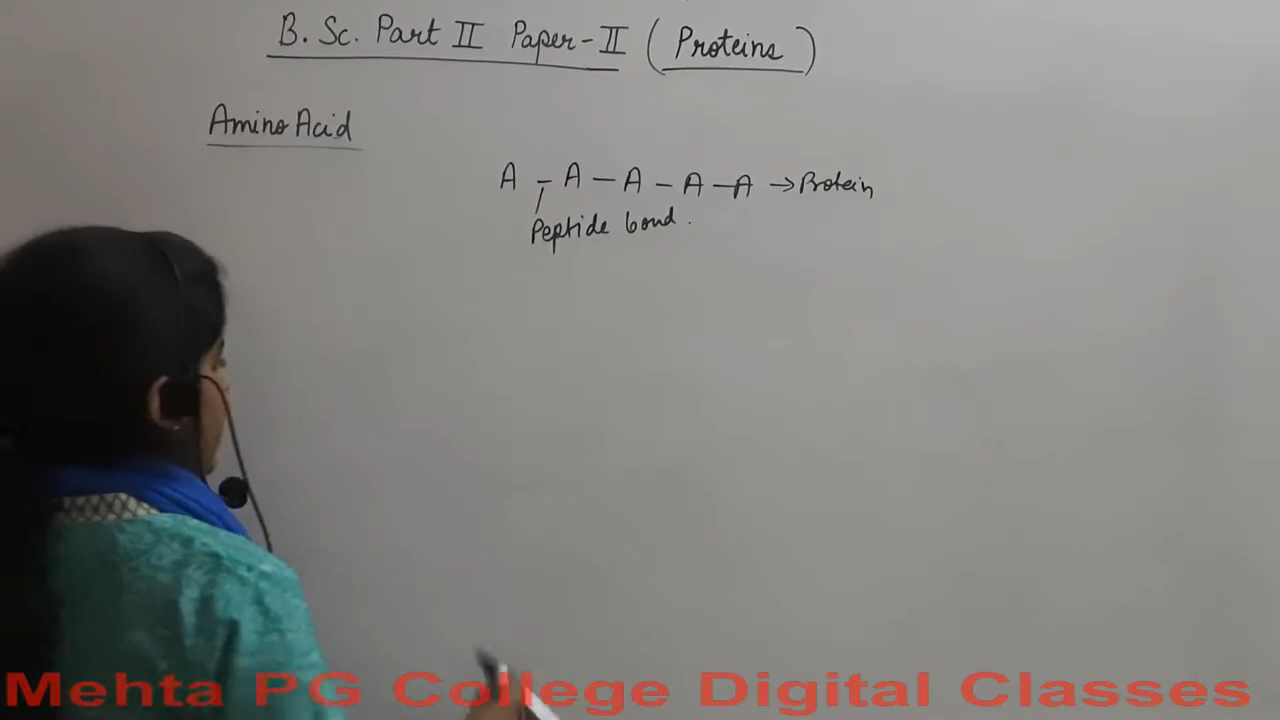 B. Sc. Part II Paper-II (Proteins)
Amino Acid
A - A - A - A - A → Protein
Peptide bond.
Mehta PG College Digital Classes